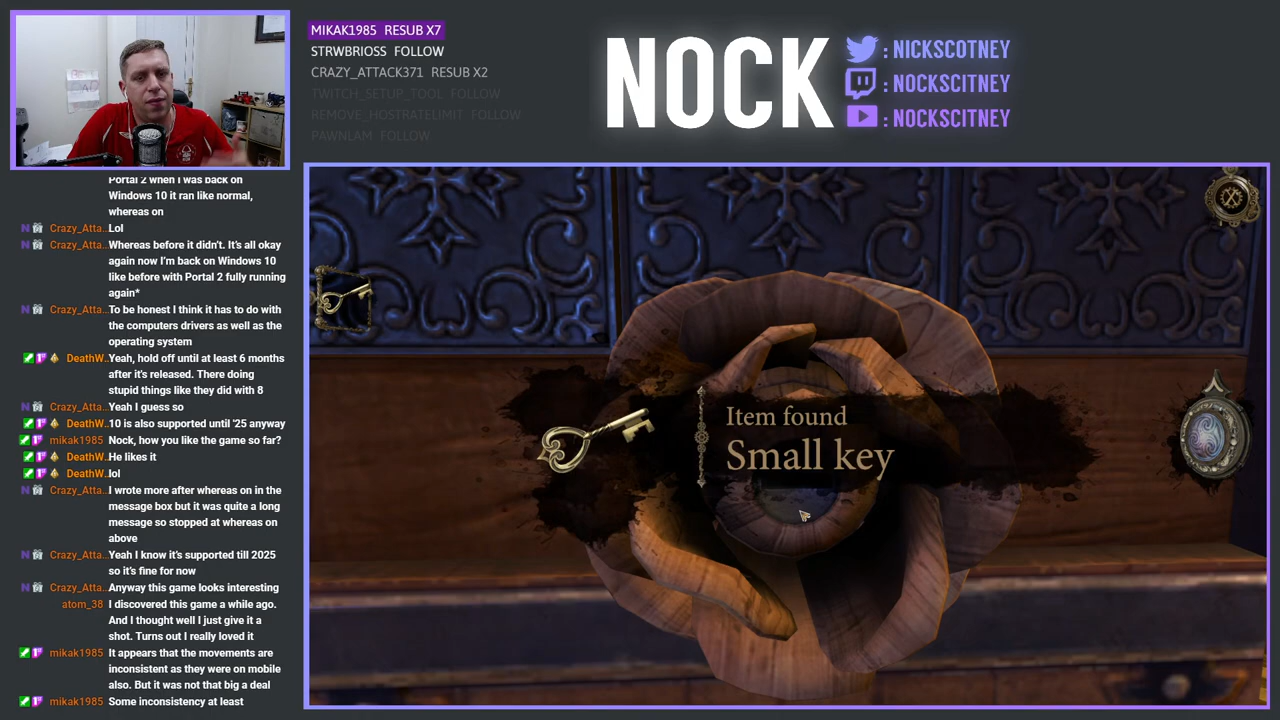 MIKAK1985 RESUB X7
STRWBRIOSS FOLLOW
CRAZY_ATTACK371 RESUB X2
TWITCH_SETUP_TOOL FOLLOW
REMOVE_HOSTRATELIMIT FOLLOW
PAWNLAM FOLLOW
NOCK
: NICKSCOTNEY
: NOCKSCITNEY
: NOCKSCITNEY
Portal 2 when I was back on
Windows 10 it ran like normal,
whereas on
Crazy_Atta.. Lol
Crazy_Atta.. Whereas before it didn't. It's all okay
again now I'm back on Windows 10
like before with Portal 2 fully running
again*
Crazy_Atta.. To be honest I think it has to do with
the computers drivers as well as the
operating system
DeathW.. Yeah, hold off until at least 6 months
after it's released. There doing
stupid things like they did with 8
Crazy_Atta.. Yeah I guess so
DeathW.. 10 is also supported until '25 anyway
mikak1985 Nock, how you like the game so far?
DeathW.. He likes it
DeathW.. lol
Crazy_Atta.. I wrote more after whereas on in the
message box but it was quite a long
message so stopped at whereas on
above
Crazy_Atta.. Yeah I know it's supported till 2025
so it's fine for now
Crazy_Atta.. Anyway this game looks interesting
atom_38 I discovered this game a while ago.
And I thought well I just give it a
shot. Turns out I really loved it
mikak1985 It appears that the movements are
inconsistent as they were on mobile
also. But it was not that big a deal
mikak1985 Some inconsistency at least
Item found
Small key